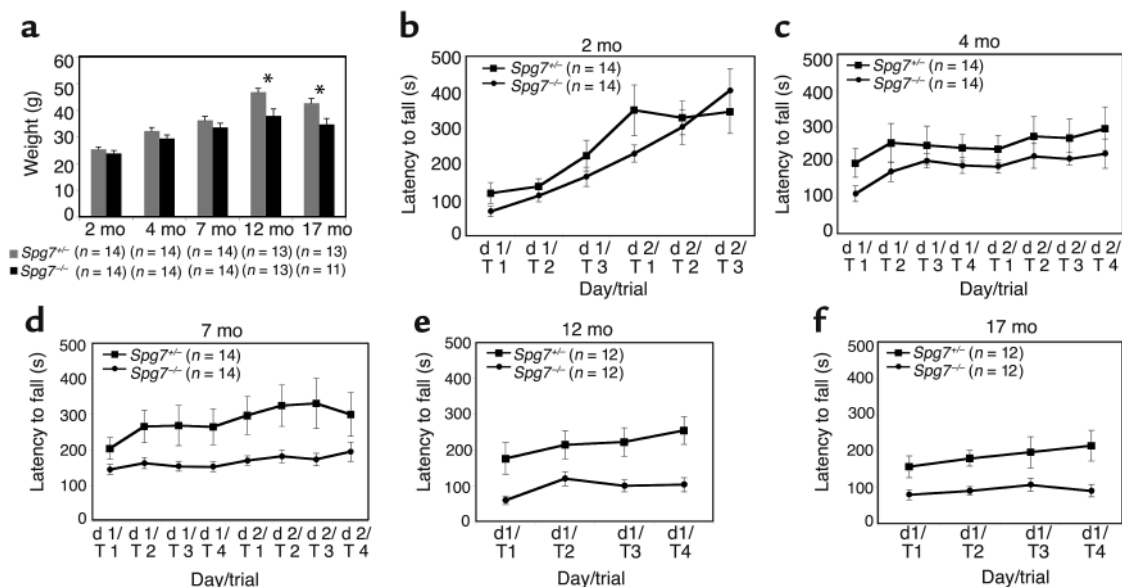 a
Weight (g)
60
50
40
30
20
10
0
*
*
2 mo 4 mo 7 mo 12 mo 17 mo
Spg7+/– (n = 14) (n = 14) (n = 14) (n = 13) (n = 13)
Spg7–/– (n = 14) (n = 14) (n = 14) (n = 13) (n = 11)
b
2 mo
Latency to fall (s)
500
400
300
200
100
0
Spg7+/– (n = 14)
Spg7–/– (n = 14)
d 1/ d 1/ d 1/ d 2/ d 2/ d 2/
T 1 T 2 T 3 T 1 T 2 T 3
Day/trial
c
4 mo
Latency to fall (s)
500
400
300
200
100
0
Spg7+/– (n = 14)
Spg7–/– (n = 14)
d 1/ d 1/ d 1/ d 1/ d 2/ d 2/ d 2/ d 2/
T 1 T 2 T 3 T 4 T 1 T 2 T 3 T 4
Day/trial
d
7 mo
Latency to fall (s)
500
400
300
200
100
0
Spg7+/– (n = 14)
Spg7–/– (n = 14)
d 1/ d 1/ d 1/ d 1/ d 2/ d 2/ d 2/ d 2/
T 1 T 2 T 3 T 4 T 1 T 2 T 3 T 4
Day/trial
e
12 mo
Latency to fall (s)
500
400
300
200
100
0
Spg7+/– (n = 12)
Spg7–/– (n = 12)
d1/ d1/ d1/ d1/
T1 T2 T3 T4
Day/trial
f
17 mo
Latency to fall (s)
500
400
300
200
100
0
Spg7+/– (n = 12)
Spg7–/– (n = 12)
d1/ d1/ d1/ d1/
T1 T2 T3 T4
Day/trial